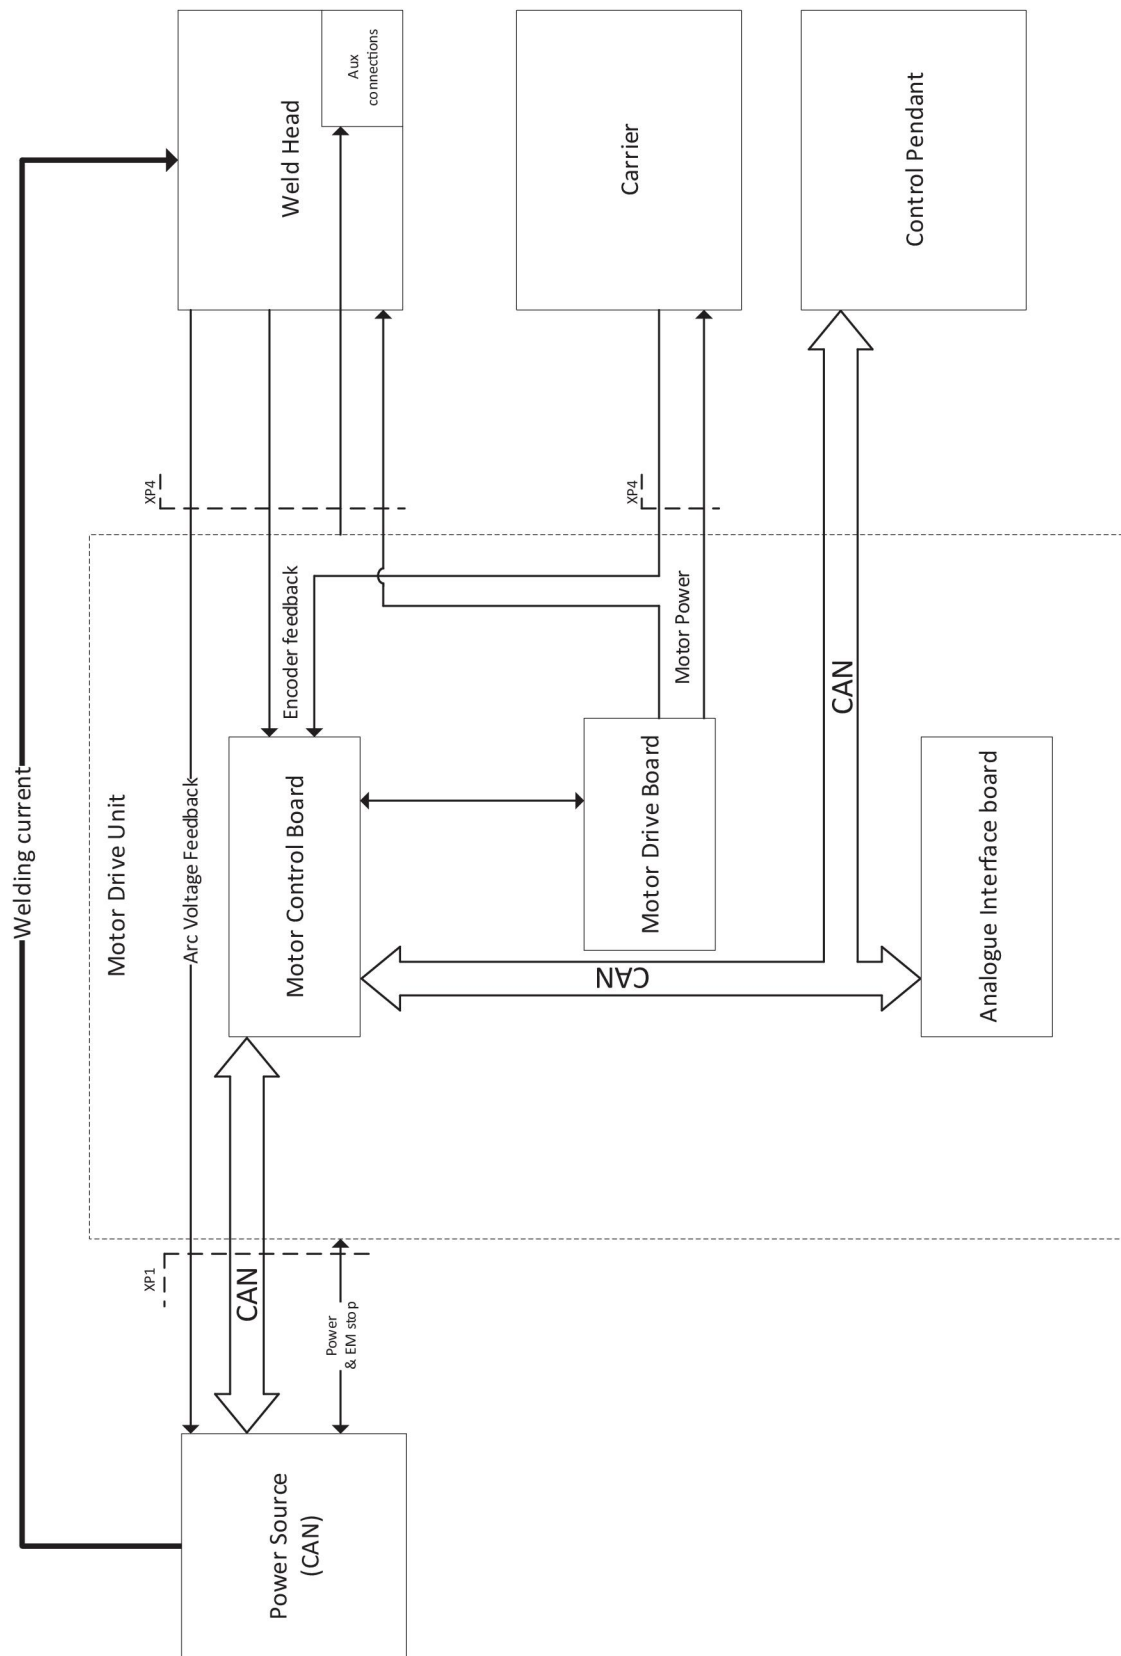 Welding current
Motor Drive Unit
Arc Voltage Feedback
Power Source
(CAN)
XP1
CAN
Power
& EM stop
Motor Control Board
Encoder feedback
XP4
Weld Head
Aux
connections
CAN
Motor Drive Board
Motor Power
XP4
Carrier
Analogue Interface board
CAN
Control Pendant